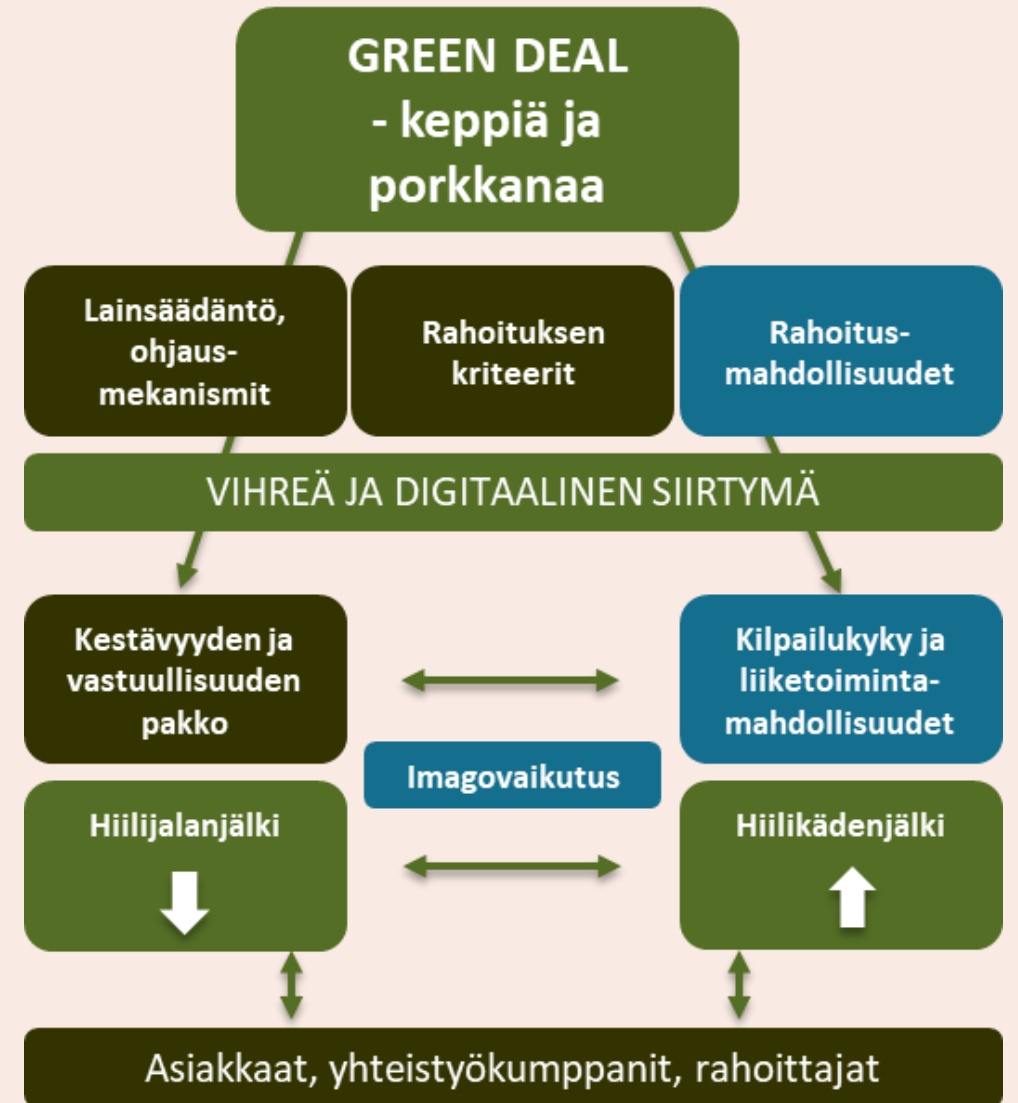 GREEN DEAL
- keppiä ja
porkkanaa
Lainsäädäntö,
ohjaus-
mekanismit
Rahoituksen
kriteerit
Rahoitus-
mahdollisuudet
VIHREÄ JA DIGITAALINEN SIIRTYMÄ
Kestävyyden ja
vastuullisuuden
pakko
Kilpailukyky ja
liiketoiminta-
mahdollisuudet
Imagovaikutus
Hiilijalanjälki
Hiilikädenjälki
Asiakkaat, yhteistyökumppanit, rahoittajat